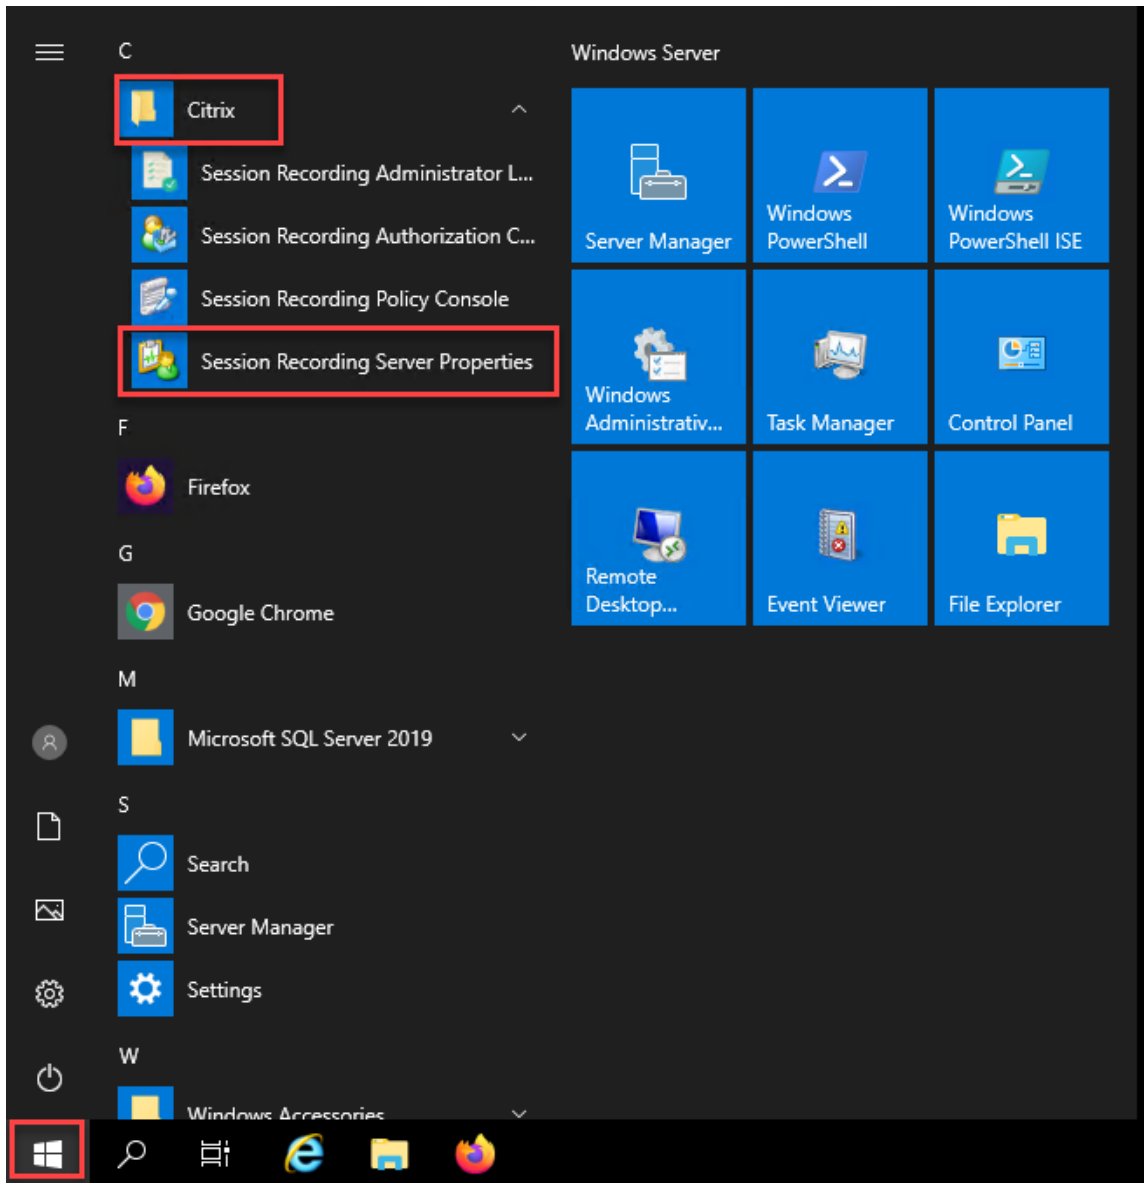 C
Citrix
Session Recording Administrator L...
Session Recording Authorization C...
Session Recording Policy Console
Session Recording Server Properties
F
Firefox
G
Google Chrome
M
Microsoft SQL Server 2019
S
Search
Server Manager
Settings
W
Windows Accessories
Windows Server
Server Manager
Windows
PowerShell
Windows
PowerShell ISE
Windows
Administrativ...
Task Manager
Control Panel
Remote
Desktop...
Event Viewer
File Explorer